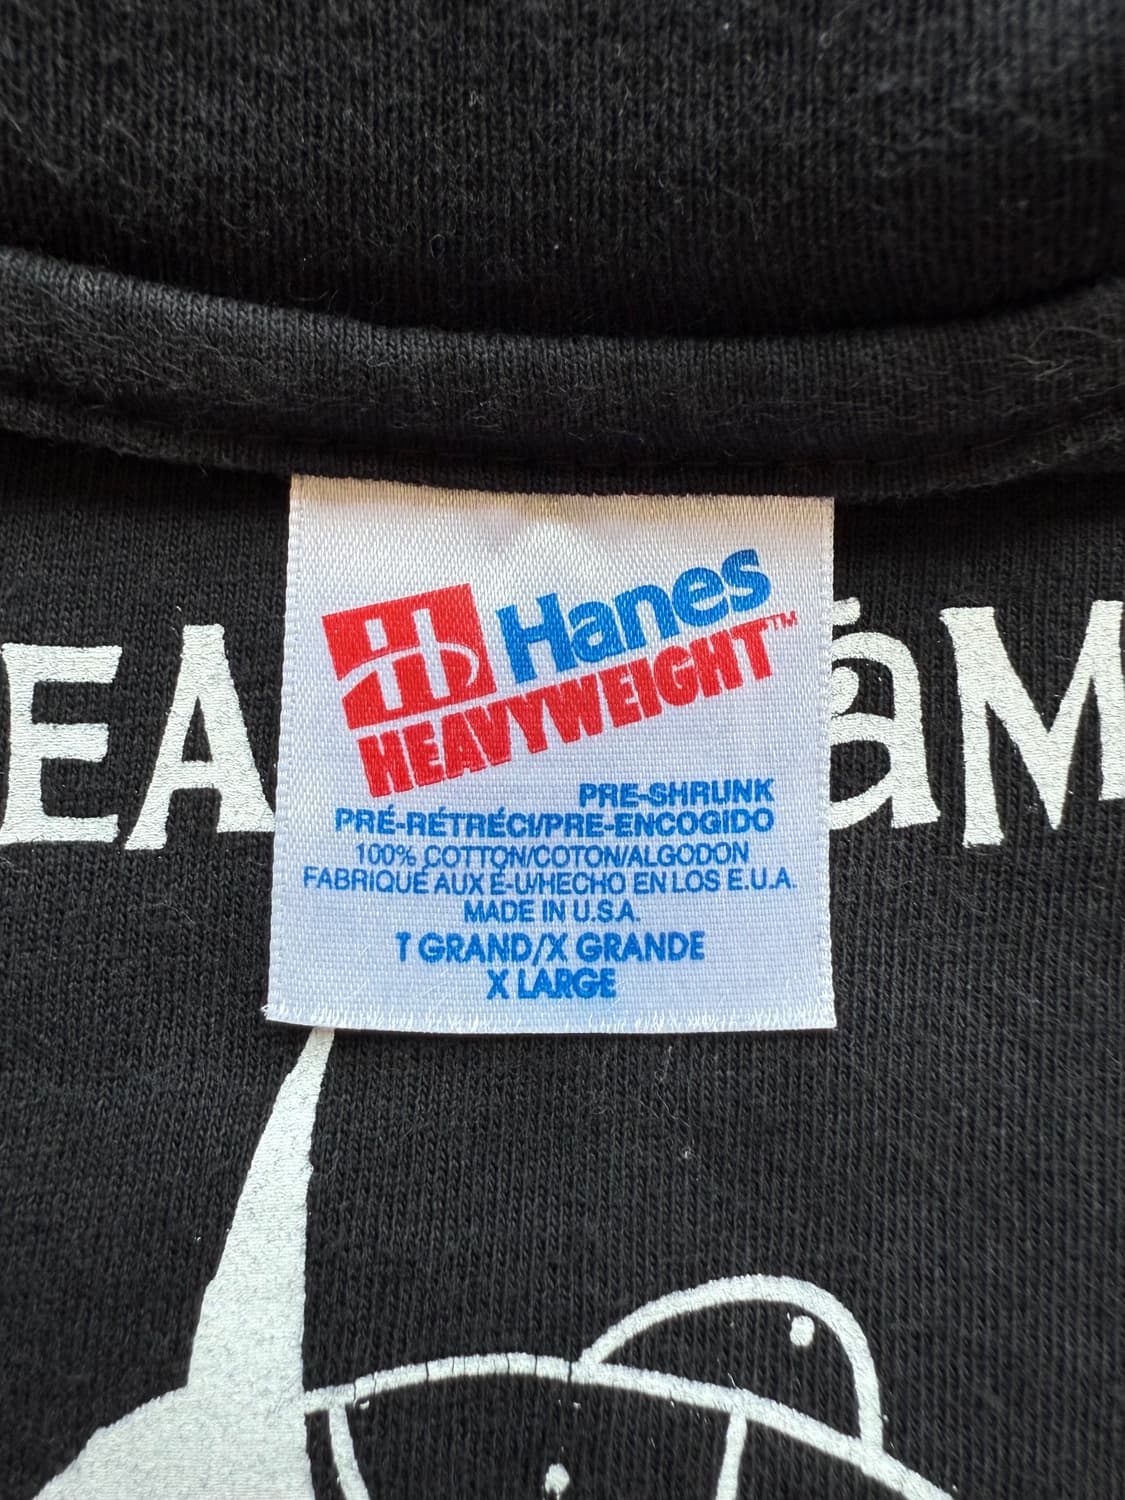 Hanes
HEAVYWEIGHT™
PRE-SHRUNK
PRÉ-RÉTRÉCI/PRE-ENCOGIDO
100% COTTON/COTON/ALGODON
FABRIQUÉ AUX É-U/HECHO EN LOS E.U.A.
MADE IN U.S.A.
T GRAND/X GRANDE
X LARGE